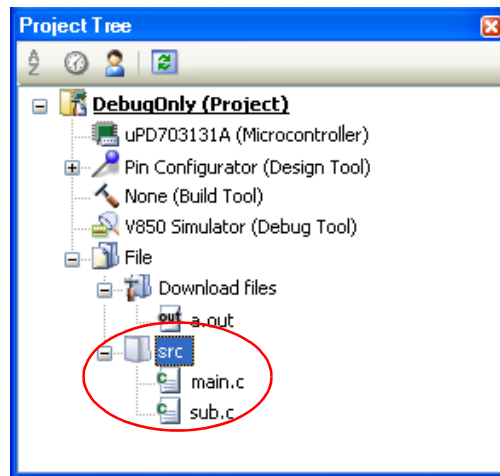 Project Tree
DebugOnly (Project)
uPD703131A (Microcontroller)
Pin Configurator (Design Tool)
None (Build Tool)
V850 Simulator (Debug Tool)
File
Download files
out a.out
src
c main.c
c sub.c